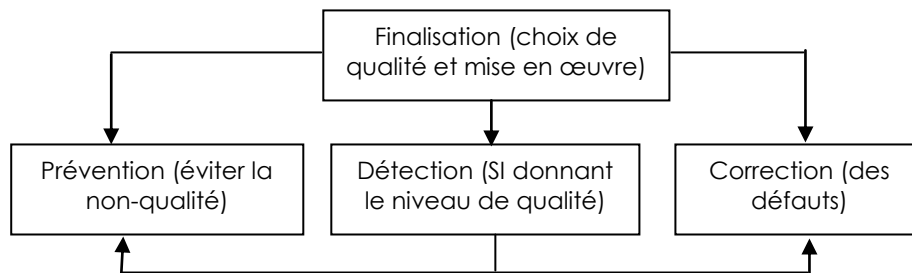 Finalisation (choix de
qualité et mise en œuvre)
Prévention (éviter la
non-qualité)
Détection (SI donnant
le niveau de qualité)
Correction (des
défauts)